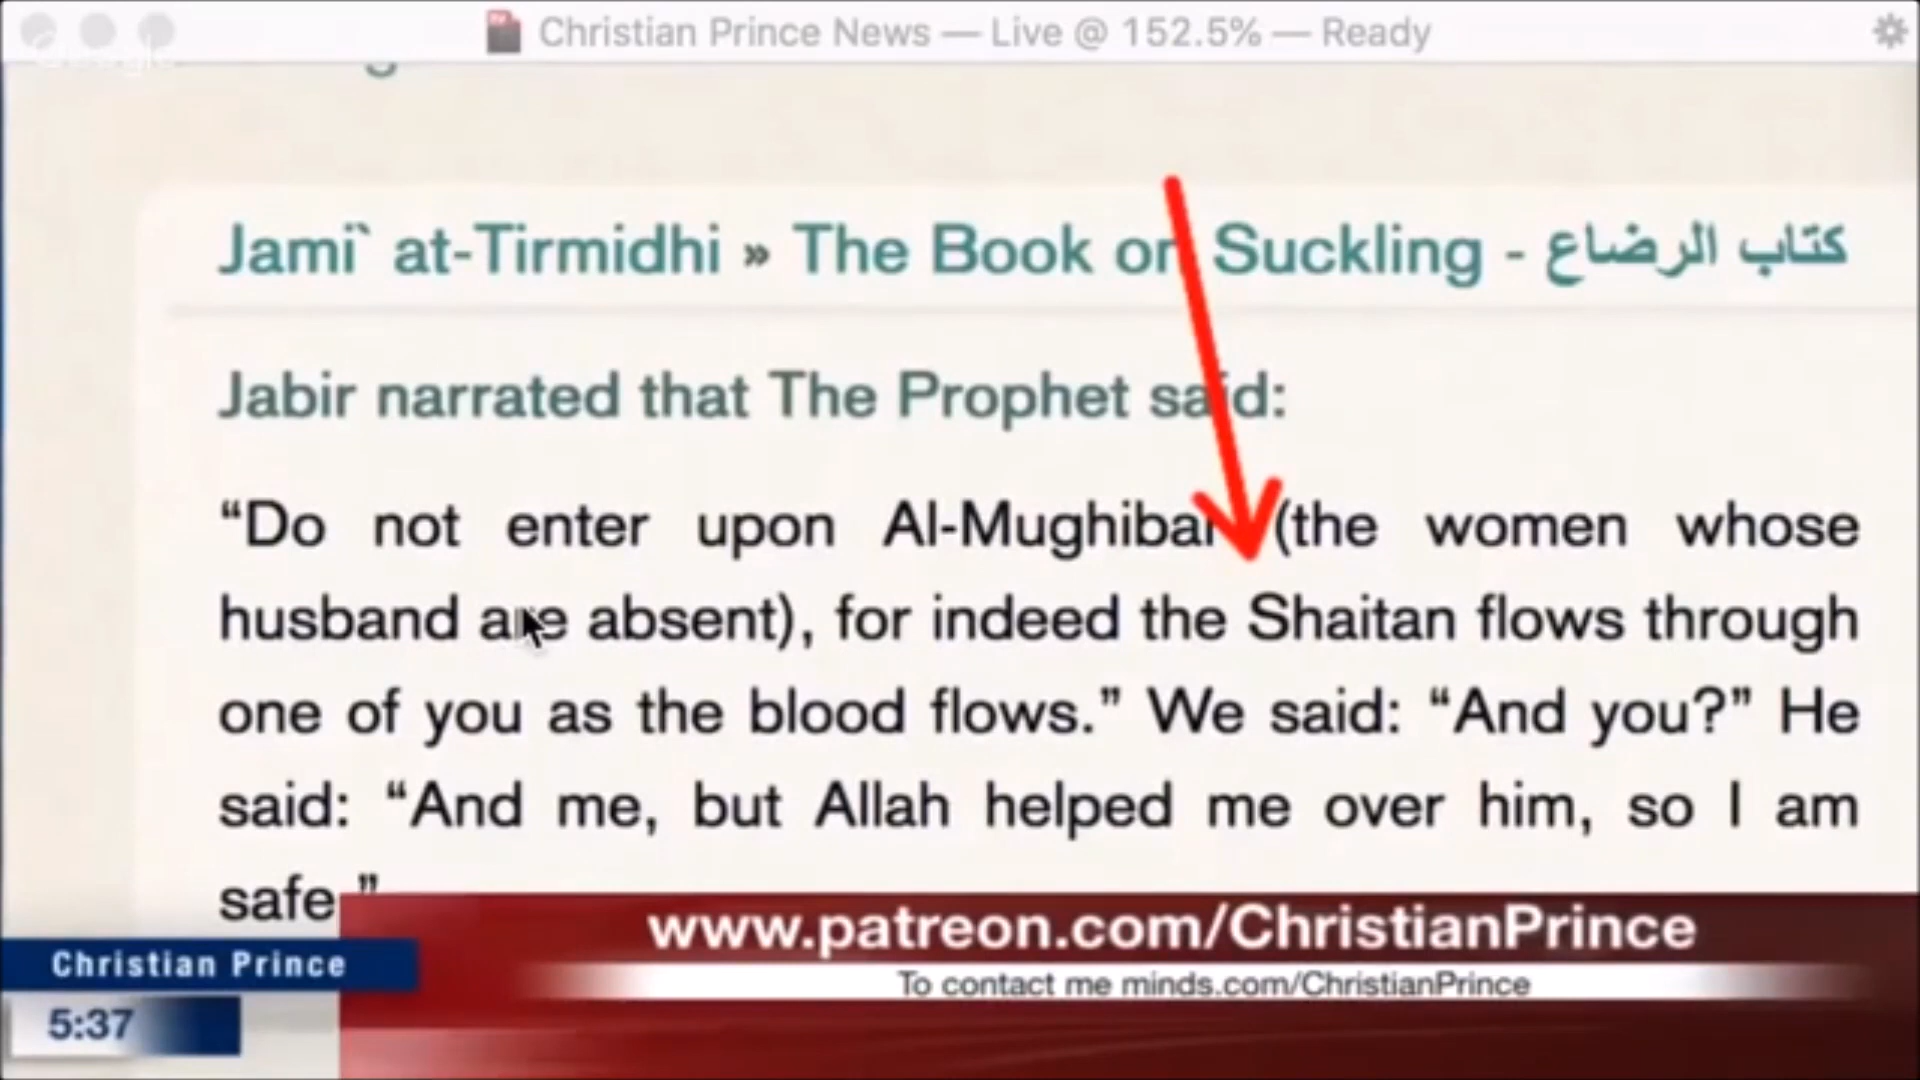 Christian Prince News — Live @ 152.5% — Ready
Jami` at-Tirmidhi » The Book on Suckling - كتاب الرضاع
Jabir narrated that The Prophet said:
“Do not enter upon Al-Mughibar (the women whose
husband are absent), for indeed the Shaitan flows through
one of you as the blood flows.” We said: “And you?” He
said: “And me, but Allah helped me over him, so I am
safe.”
www.patreon.com/ChristianPrince
Christian Prince
To contact me minds.com/ChristianPrince
5:37